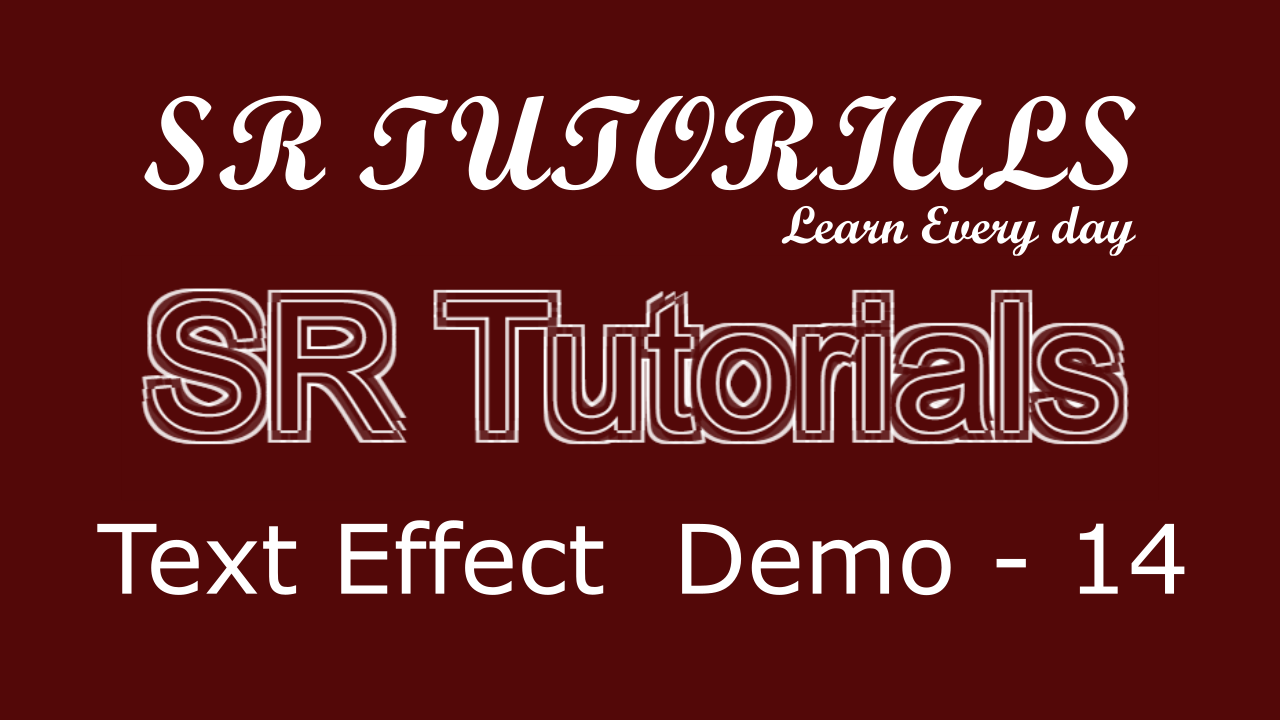 SR TUTORIALS
Learn Every day
SR Tutorials
Text Effect  Demo - 14